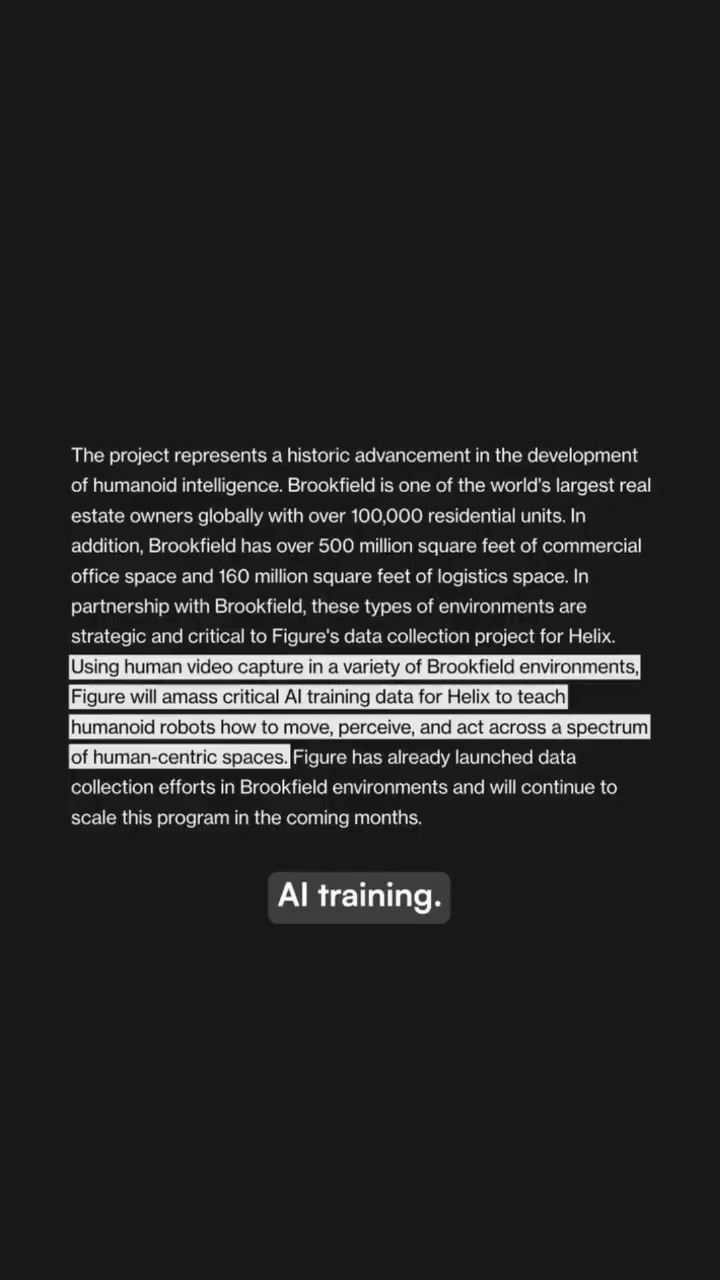 The project represents a historic advancement in the development
of humanoid intelligence. Brookfield is one of the world's largest real
estate owners globally with over 100,000 residential units. In
addition, Brookfield has over 500 million square feet of commercial
office space and 160 million square feet of logistics space. In
partnership with Brookfield, these types of environments are
strategic and critical to Figure's data collection project for Helix.
Using human video capture in a variety of Brookfield environments,
Figure will amass critical AI training data for Helix to teach
humanoid robots how to move, perceive, and act across a spectrum
of human-centric spaces. Figure has already launched data
collection efforts in Brookfield environments and will continue to
scale this program in the coming months.
AI training.